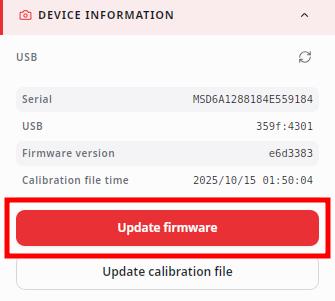 DEVICE INFORMATION
USB
Serial MSD6A1288184E559184
USB 359f:4301
Firmware version e6d3383
Calibration file time 2025/10/15 01:50:04
Update firmware
Update calibration file